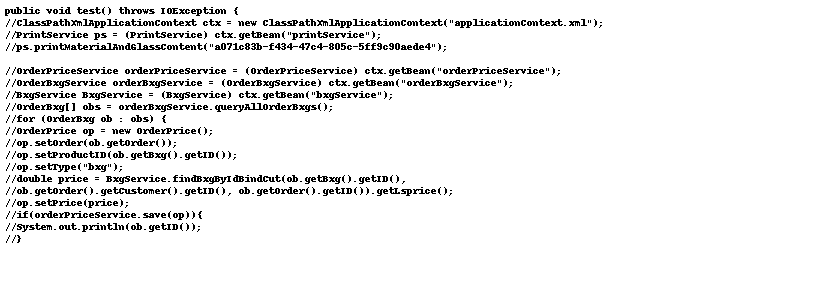 public void test() throws IOException {
//ClassPathXmlApplicationContext ctx = new ClassPathXmlApplicationContext("applicationContext.xml");
//PrintService ps = (PrintService) ctx.getBean("printService");
//ps.printMaterialAndGlassContent("a071c83b-f434-47c4-805c-5ff9c90aede4");
//OrderPriceService orderPriceService = (OrderPriceService) ctx.getBean("orderPriceService");
//OrderBxgService orderBxgService = (OrderBxgService) ctx.getBean("orderBxgService");
//BxgService BxgService = (BxgService) ctx.getBean("bxgService");
//OrderBxg[] obs = orderBxgService.queryAllOrderBxgs();
//for (OrderBxg ob : obs) {
//OrderPrice op = new OrderPrice();
//op.setOrder(ob.getOrder());
//op.setProductID(ob.getBxg().getID());
//op.setType("bxg");
//double price = BxgService.findBxgByIdBindCut(ob.getBxg().getID(),
//ob.getOrder().getCustomer().getID(), ob.getOrder().getID()).getLsprice();
//op.setPrice(price);
//if(orderPriceService.save(op)){
//System.out.println(ob.getID());
//}